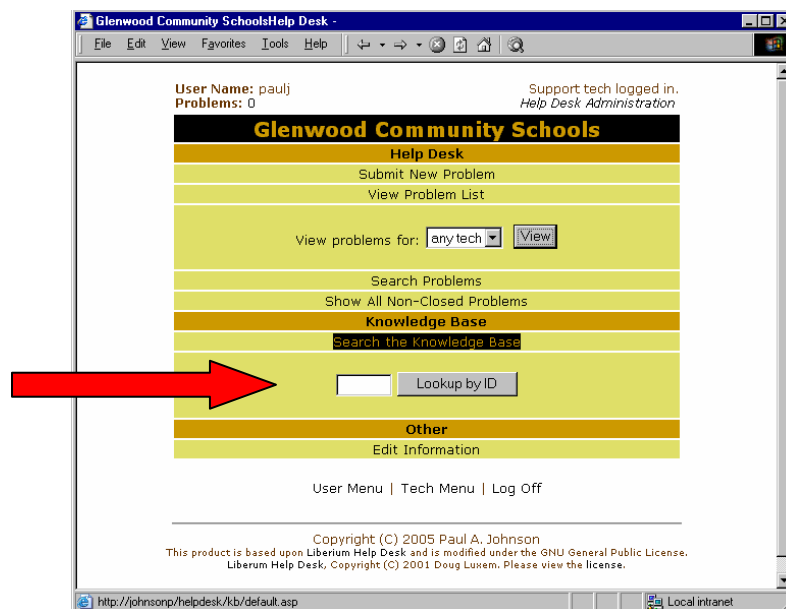 Glenwood Community SchoolsHelp Desk -
File Edit View Favorites Tools Help
User Name: paulj Support tech logged in.
Problems: 0 Help Desk Administration
Glenwood Community Schools
Help Desk
Submit New Problem
View Problem List
View problems for: any tech View
Search Problems
Show All Non-Closed Problems
Knowledge Base
Search the Knowledge Base
Lookup by ID
Other
Edit Information
User Menu | Tech Menu | Log Off
Copyright (C) 2005 Paul A. Johnson
This product is based upon Liberium Help Desk and is modified under the GNU General Public License.
Liberum Help Desk, Copyright (C) 2001 Doug Luxem. Please view the license.
http://johnsonp/helpdesk/kb/default.asp Local intranet